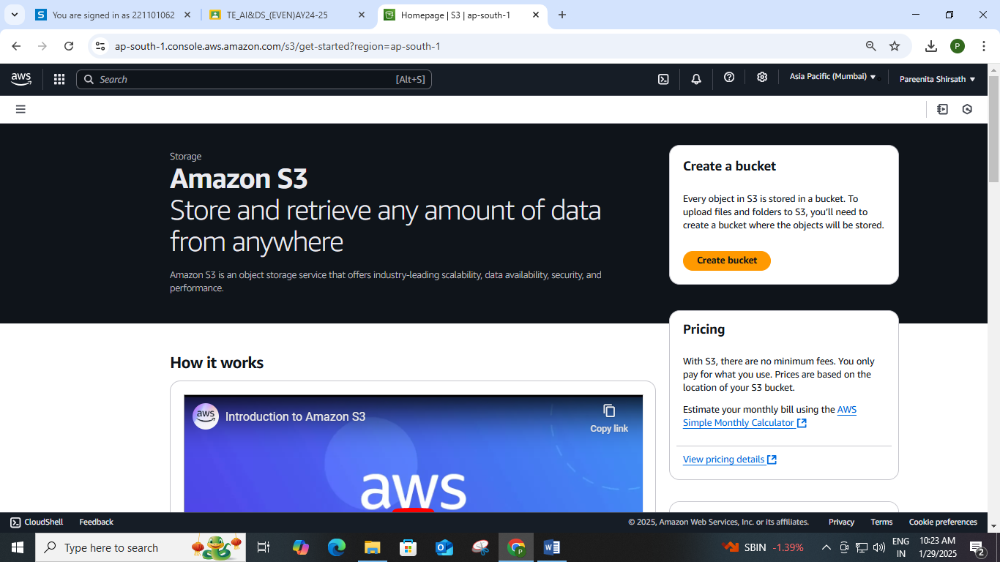 You are signed in as 221101062
TE_AI&DS_(EVEN)AY24-25
Homepage | S3 | ap-south-1
ap-south-1.console.aws.amazon.com/s3/get-started?region=ap-south-1
P
aws
Search
[Alt+S]
Asia Pacific (Mumbai)
Pareenita Shirsath
Storage
Amazon S3
Store and retrieve any amount of data
from anywhere
Amazon S3 is an object storage service that offers industry-leading scalability, data availability, security, and
performance.
Create a bucket
Every object in S3 is stored in a bucket. To
upload files and folders to S3, you'll need to
create a bucket where the objects will be stored.
Create bucket
Pricing
With S3, there are no minimum fees. You only
pay for what you use. Prices are based on the
location of your S3 bucket.
Estimate your monthly bill using the AWS
Simple Monthly Calculator
View pricing details
How it works
aws
Introduction to Amazon S3
Copy link
aws
CloudShell
Feedback
© 2025, Amazon Web Services, Inc. or its affiliates.
Privacy
Terms
Cookie preferences
Type here to search
SBIN -1.39%
ENG
IN
10:23 AM
1/29/2025
2